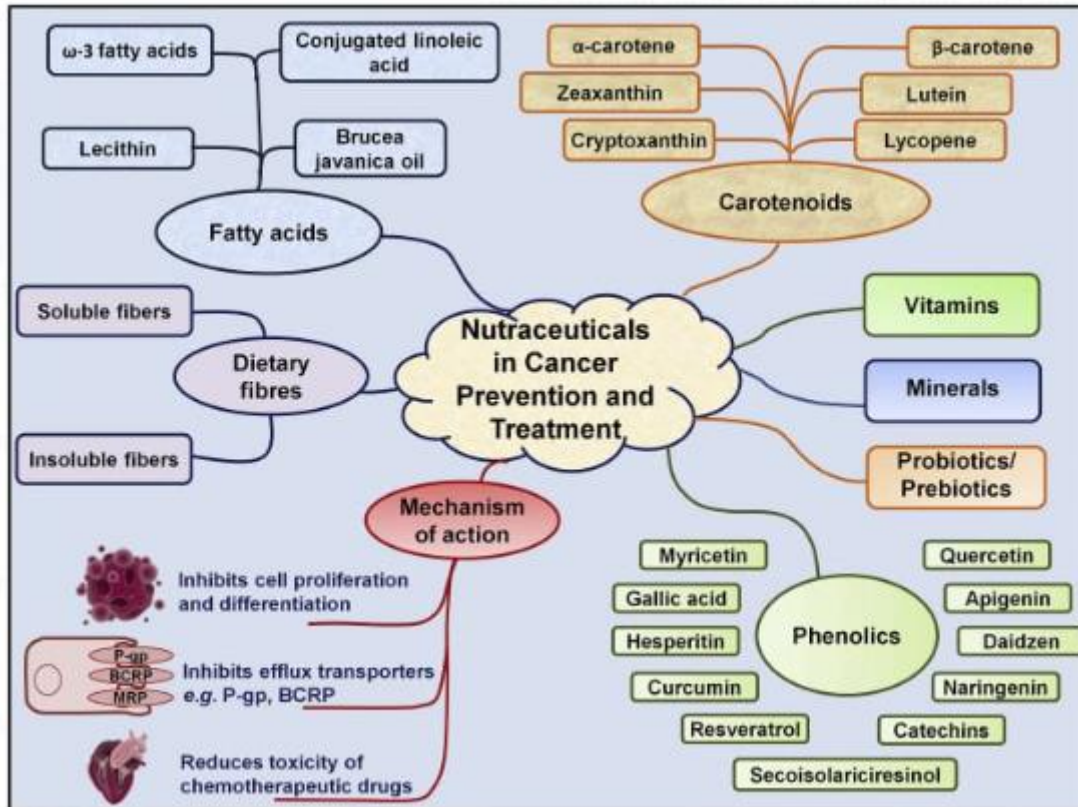 ω-3 fatty acids
Conjugated linoleic
acid
Lecithin
Brucea
javanica oil
Fatty acids
α-carotene
β-carotene
Zeaxanthin
Lutein
Cryptoxanthin
Lycopene
Carotenoids
Soluble fibers
Dietary
fibres
Insoluble fibers
Nutraceuticals
in Cancer
Prevention and
Treatment
Vitamins
Minerals
Probiotics/
Prebiotics
Mechanism
of action
Inhibits cell proliferation
and differentiation
P-gp
BCRP
MRP
Inhibits efflux transporters
e.g. P-gp, BCRP
Reduces toxicity of
chemotherapeutic drugs
Myricetin
Quercetin
Gallic acid
Apigenin
Hesperitin
Phenolics
Daidzen
Curcumin
Naringenin
Resveratrol
Catechins
Secoisolariciresinol